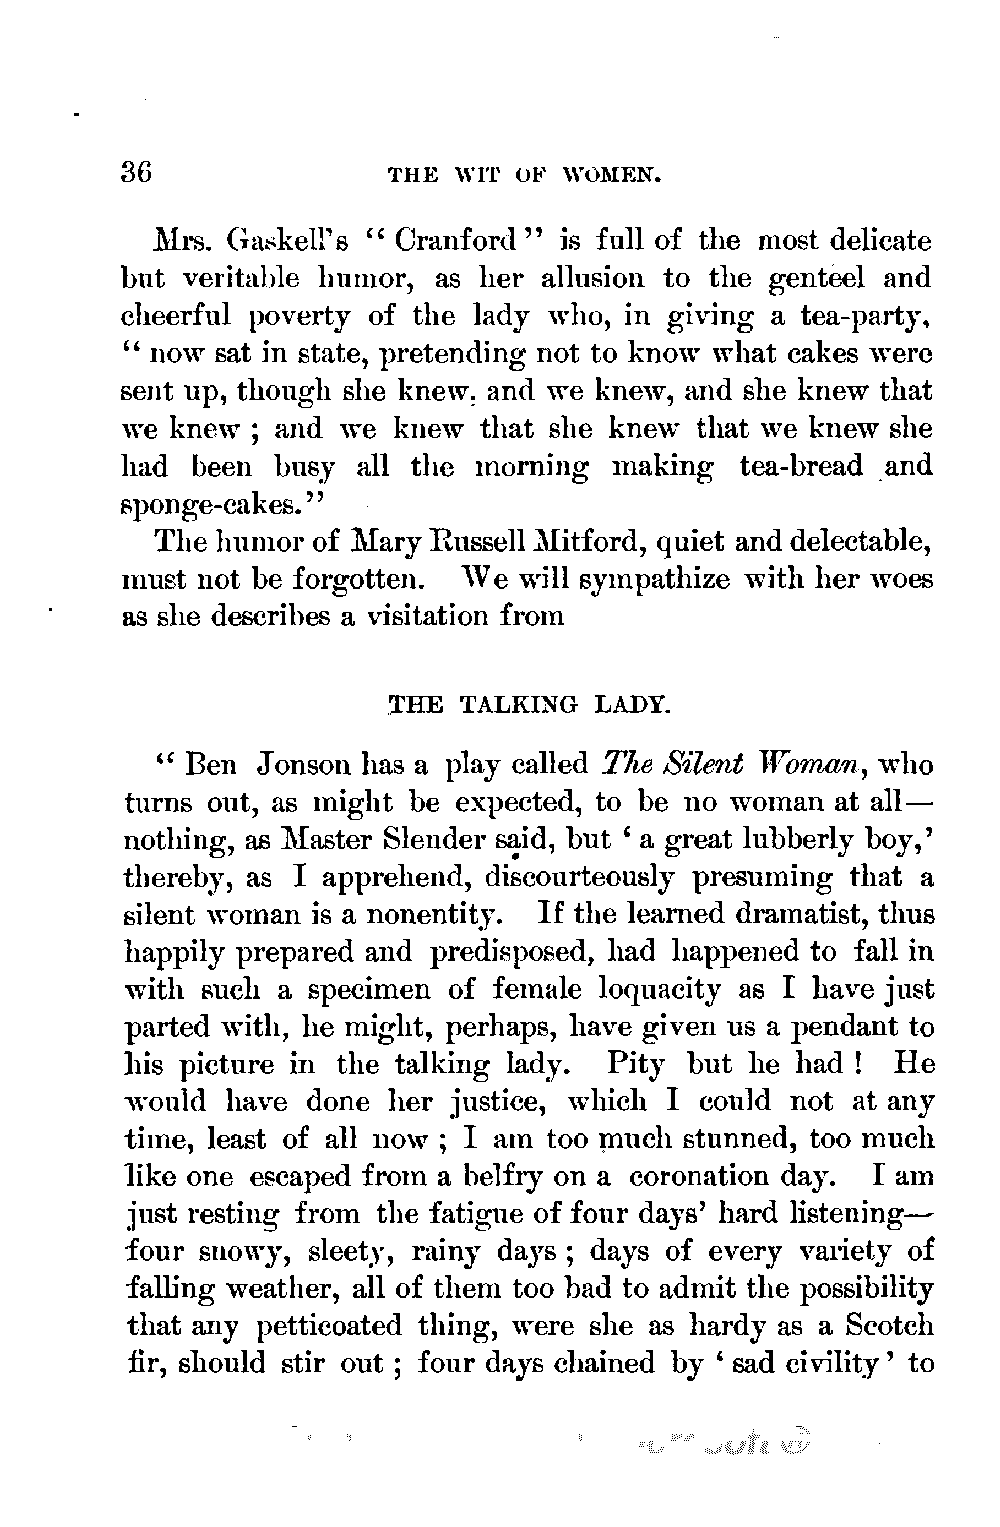 36 THE WIT OF WOMEN.
Mrs. Gaskell's “ Cranford ” is full of the most delicate
but veritable humor, as her allusion to the genteel and
cheerful poverty of the lady who, in giving a tea-party,
“ now sat in state, pretending not to know what cakes were
sent up, though she knew, and we knew, and she knew that
we knew ; and we knew that she knew that we knew she
had been busy all the morning making tea-bread and
sponge-cakes.”
The humor of Mary Russell Mitford, quiet and delectable,
must not be forgotten. We will sympathize with her woes
as she describes a visitation from
THE TALKING LADY.
“ Ben Jonson has a play called The Silent Woman, who
turns out, as might be expected, to be no woman at all—
nothing, as Master Slender said, but ‘ a great lubberly boy,’
thereby, as I apprehend, discourteously presuming that a
silent woman is a nonentity. If the learned dramatist, thus
happily prepared and predisposed, had happened to fall in
with such a specimen of female loquacity as I have just
parted with, he might, perhaps, have given us a pendant to
his picture in the talking lady. Pity but he had ! He
would have done her justice, which I could not at any
time, least of all now ; I am too much stunned, too much
like one escaped from a belfry on a coronation day. I am
just resting from the fatigue of four days’ hard listening—
four snowy, sleety, rainy days ; days of every variety of
falling weather, all of them too bad to admit the possibility
that any petticoated thing, were she as hardy as a Scotch
fir, should stir out ; four days chained by ‘ sad civility ’ to